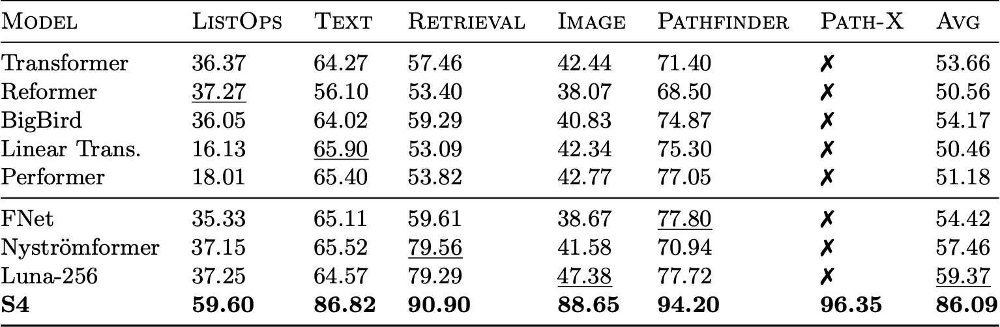 MODEL LISTOPS TEXT RETRIEVAL IMAGE PATHFINDER PATH-X AVG
Transformer 36.37 64.27 57.46 42.44 71.40 ✗ 53.66
Reformer 37.27 56.10 53.40 38.07 68.50 ✗ 50.56
BigBird 36.05 64.02 59.29 40.83 74.87 ✗ 54.17
Linear Trans. 16.13 65.90 53.09 42.34 75.30 ✗ 50.46
Performer 18.01 65.40 53.82 42.77 77.05 ✗ 51.18
FNet 35.33 65.11 59.61 38.67 77.80 ✗ 54.42
Nyströmformer 37.15 65.52 79.56 41.58 70.94 ✗ 57.46
Luna-256 37.25 64.57 79.29 47.38 77.72 ✗ 59.37
S4 59.60 86.82 90.90 88.65 94.20 96.35 86.09